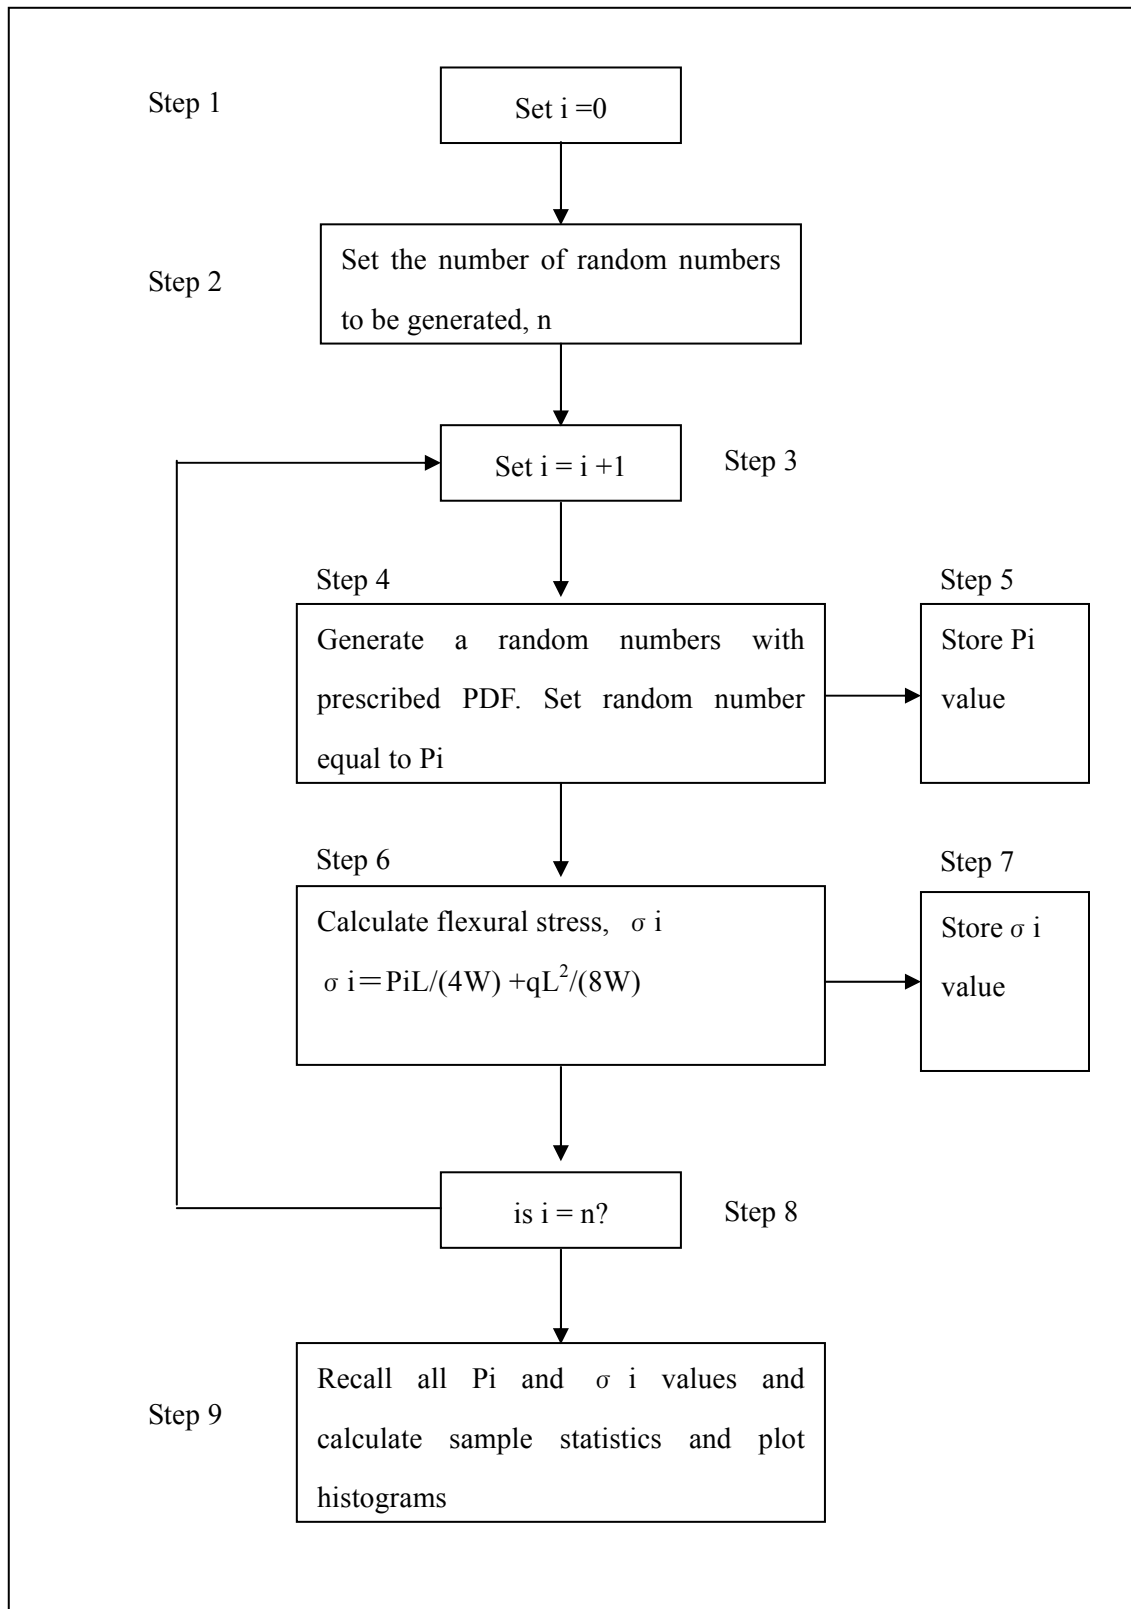 Step 1
Set i =0
Step 2
Set the number of random numbers
to be generated, n
Set i = i +1
Step 3
Step 4
Generate a random numbers with
prescribed PDF. Set random number
equal to Pi
Step 5
Store Pi
value
Step 6
Calculate flexural stress, σ i
σ i＝PiL/(4W) +qL²/(8W)
Step 7
Store σ i
value
is i = n?
Step 8
Step 9
Recall all Pi and σ i values and
calculate sample statistics and plot
histograms